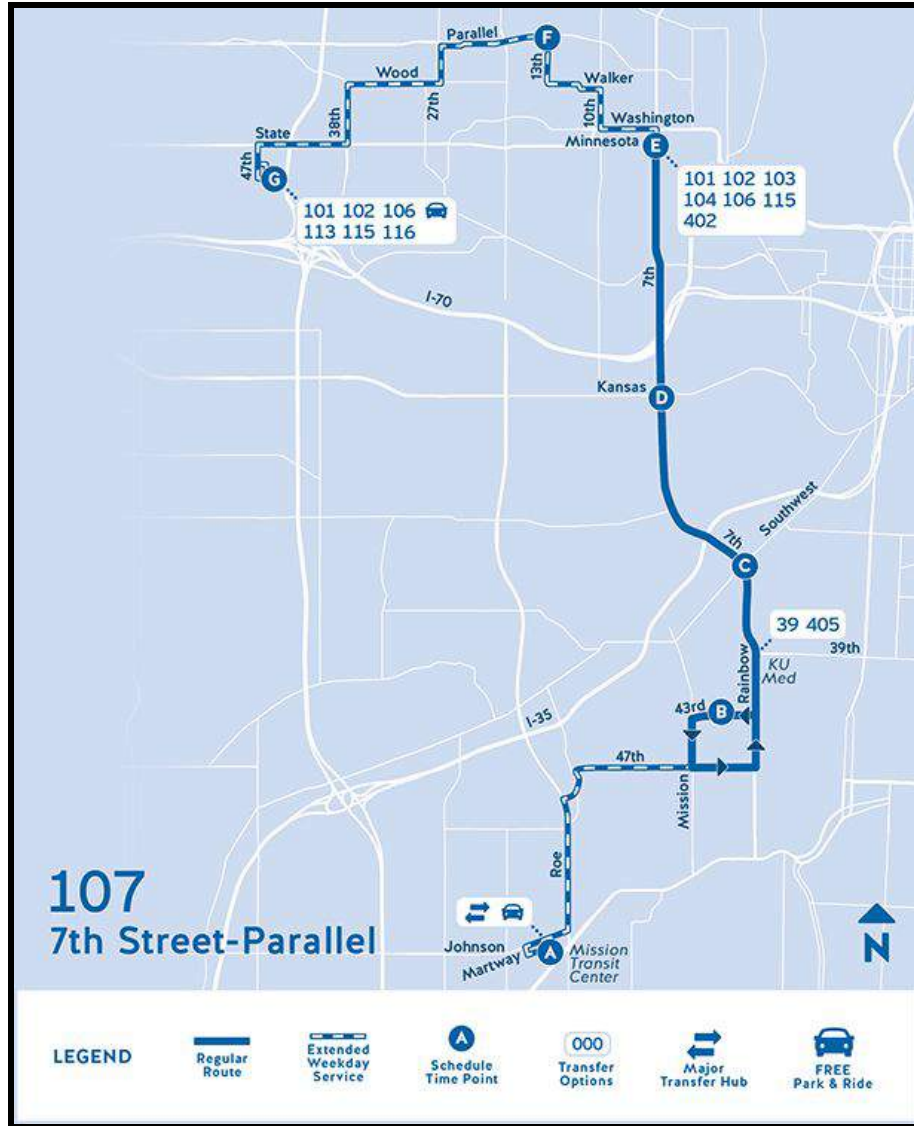 Parallel
F
13th
Wood
Walker
27th
10th
38th
Washington
State
Minnesota
E
47th
G
101 102 106
113 115 116
101 102 103
104 106 115
402
7th
I-70
Kansas
D
Southwest
7th
C
39 405
39th
Rainbow
KU
Med
43rd
B
I-35
47th
Mission
Roe
107
7th Street-Parallel
Johnson
Martway
A
Mission
Transit
Center
N
LEGEND
Regular
Route
Extended
Weekday
Service
A
Schedule
Time Point
000
Transfer
Options
Major
Transfer Hub
FREE
Park & Ride